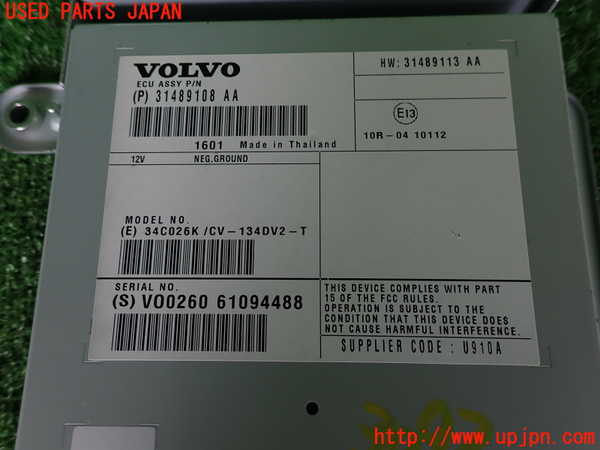 USED PARTS JAPAN
VOLVO
ECU ASSY P/N
(P) 31489108 AA
HW: 31489113 AA
E13
10R-04 10112
1601 Made in Thailand
12V NEG.GROUND
MODEL NO.
(E) 34C026K /CV-134DV2-T
SERIAL NO.
(S) V00260 61094488
THIS DEVICE COMPLIES WITH PART
15 OF THE FCC RULES.
OPERATION IS SUBJECT TO THE
CONDITION THAT THIS DEVICE DOES
NOT CAUSE HARMFUL INTERFERENCE.
SUPPLIER CODE : U910A
https://www.upjpn.com/